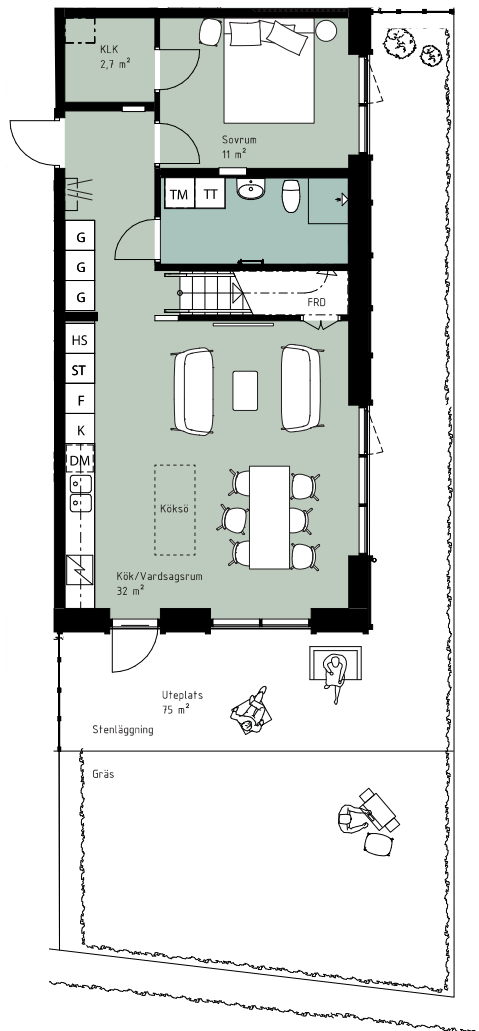 KLK
2,7 m²
Sovrum
11 m²
TM
TT
G
G
G
FRD
HS
ST
F
K
DM
Köksö
Kök/Vardsagsrum
32 m²
Uteplats
75 m²
Stenläggning
Gräs